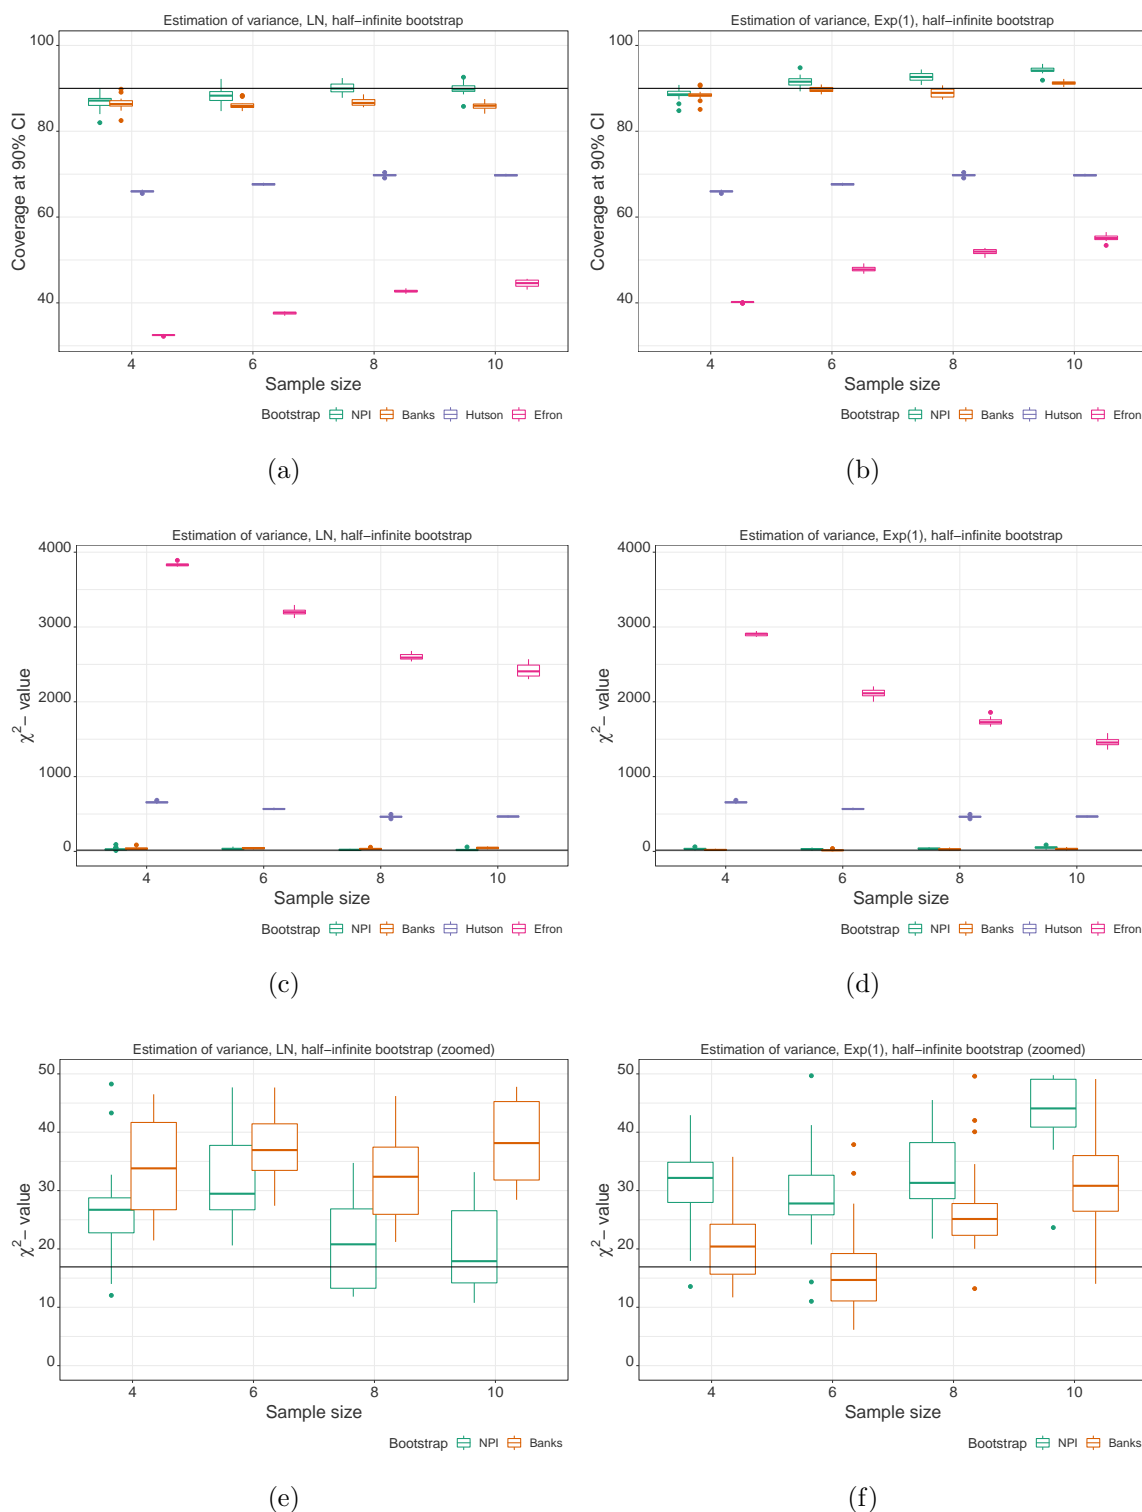 Estimation of variance, LN, half−infinite bootstrap
Coverage at 90% CI
100
80
60
40
4 6 8 10
Sample size
Bootstrap NPI Banks Hutson Efron
(a)
Estimation of variance, Exp(1), half−infinite bootstrap
Coverage at 90% CI
100
80
60
40
4 6 8 10
Sample size
Bootstrap NPI Banks Hutson Efron
(b)
Estimation of variance, LN, half−infinite bootstrap
χ²− value
4000
3000
2000
1000
0
4 6 8 10
Sample size
Bootstrap NPI Banks Hutson Efron
(c)
Estimation of variance, Exp(1), half−infinite bootstrap
χ²− value
4000
3000
2000
1000
0
4 6 8 10
Sample size
Bootstrap NPI Banks Hutson Efron
(d)
Estimation of variance, LN, half−infinite bootstrap (zoomed)
χ²− value
50
40
30
20
10
0
4 6 8 10
Sample size
Bootstrap NPI Banks
(e)
Estimation of variance, Exp(1), half−infinite bootstrap (zoomed)
χ²− value
50
40
30
20
10
0
4 6 8 10
Sample size
Bootstrap NPI Banks
(f)